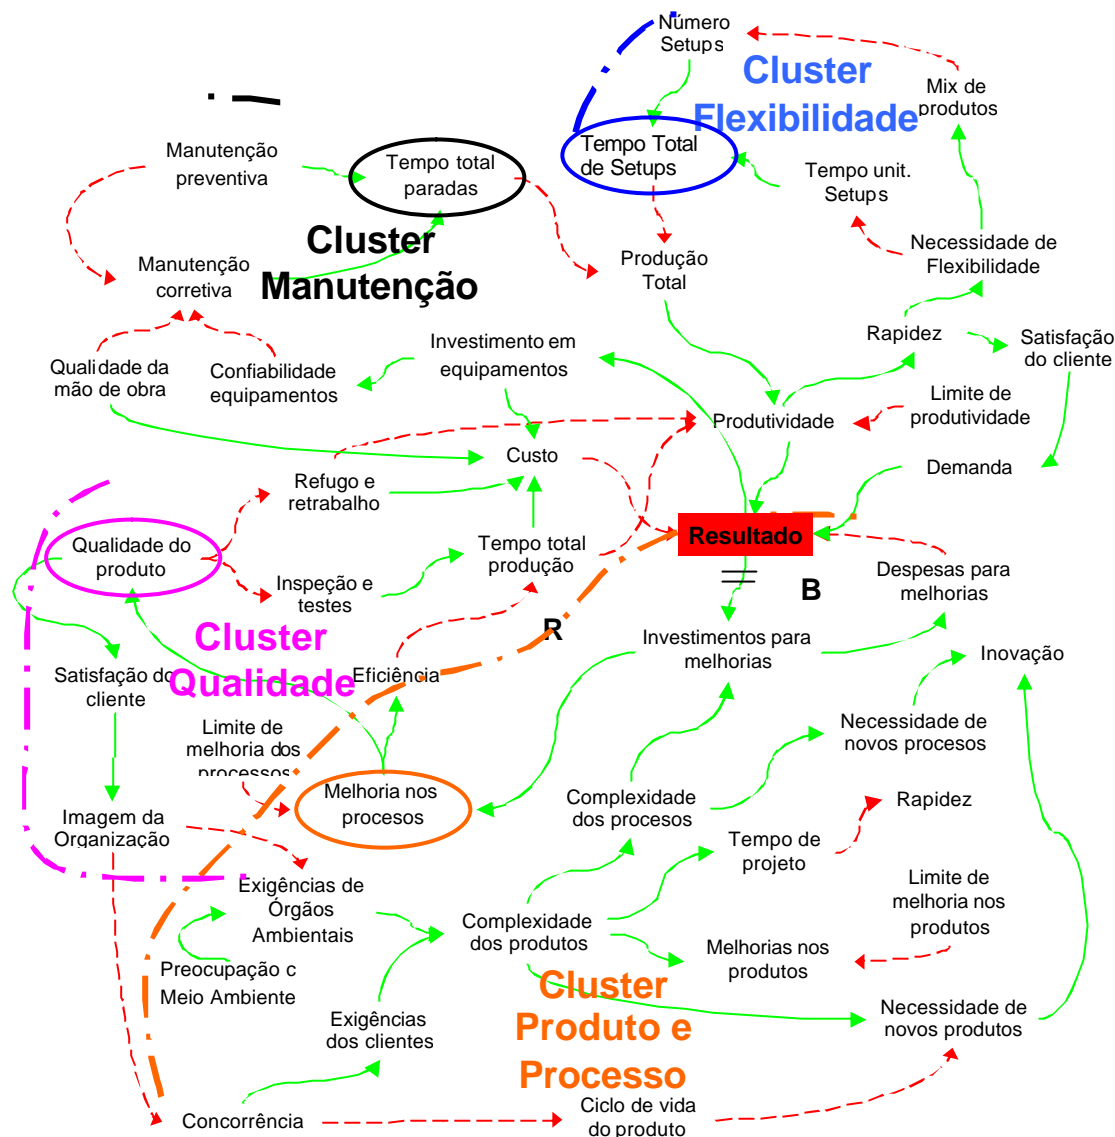 Número
Setups
Cluster
Flexibilidade
Mix de
produtos
Manutenção
preventiva
Tempo total
paradas
Tempo Total
de Setups
Tempo unit.
Setups
Cluster
Manutenção
Manutenção
corretiva
Produção
Total
Necessidade de
Flexibilidade
Rapidez
Satisfação
do cliente
Qualidade da
mão de obra
Confiabilidade
equipamentos
Investimento em
equipamentos
Produtividade
Limite de
produtividade
Custo
Demanda
Refugo e
retrabalho
Resultado
Qualidade do
produto
Tempo total
produção
Inspeção e
testes
B
Despesas para
melhorias
R
Cluster
Qualidade
Investimentos para
melhorias
Inovação
Satisfação do
cliente
Eficiência
Limite de
melhoria dos
processos
Necessidade de
novos procesos
Melhoria nos
procesos
Complexidade
dos procesos
Rapidez
Imagem da
Organização
Tempo de
projeto
Exigências de
Órgãos
Ambientais
Complexidade
dos produtos
Limite de
melhoria nos
produtos
Melhorias nos
produtos
Preocupação c
Meio Ambiente
Cluster
Produto e
Processo
Exigências
dos clientes
Necessidade de
novos produtos
Concorrência
Ciclo de vida
do produto